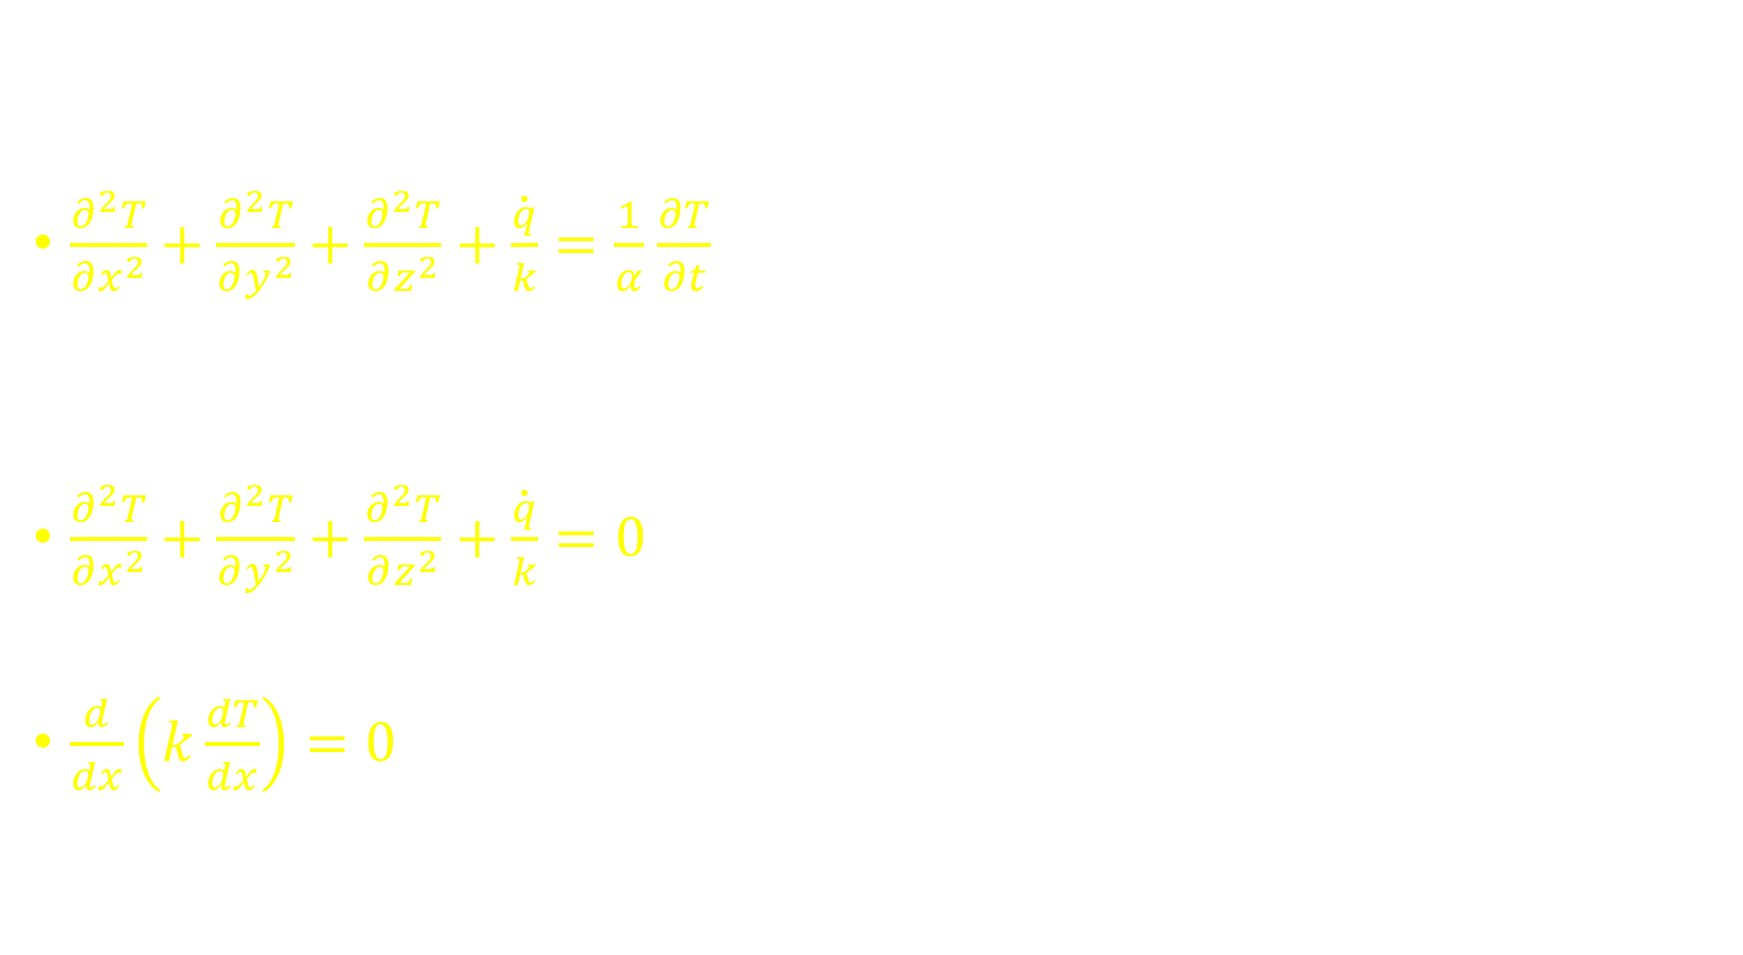 • ∂²T/∂x² + ∂²T/∂y² + ∂²T/∂z² + q̇/k = 1/α ∂T/∂t
• ∂²T/∂x² + ∂²T/∂y² + ∂²T/∂z² + q̇/k = 0
• d/dx (k dT/dx) = 0